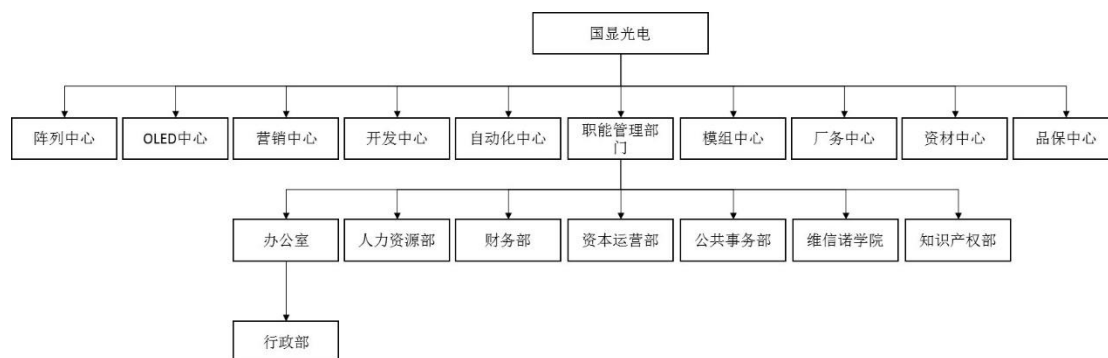 国显光电
阵列中心
OLED中心
营销中心
开发中心
自动化中心
职能管理部
门
模组中心
厂务中心
资材中心
品保中心
办公室
人力资源部
财务部
资本运营部
公共事务部
维信诺学院
知识产权部
行政部